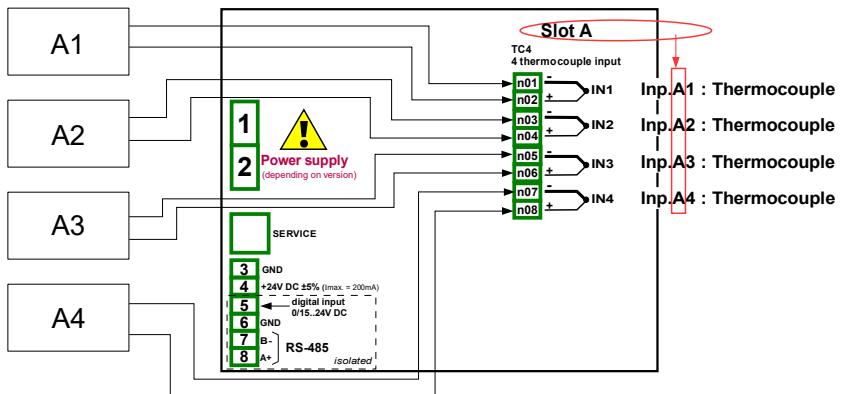 A1
A2
A3
A4
Slot A
TC4
4 thermocouple input
n01 - IN1 Inp.A1 : Thermocouple
n02 +
n03 - IN2 Inp.A2 : Thermocouple
n04 +
n05 - IN3 Inp.A3 : Thermocouple
n06 +
n07 - IN4 Inp.A4 : Thermocouple
n08 +
1
2
!
Power supply
(depending on version)
SERVICE
3 GND
4 +24V DC ±5% (Imax. = 200mA)
5 digital input
0/15..24V DC
6 GND
7 B-
8 A+
RS-485
isolated